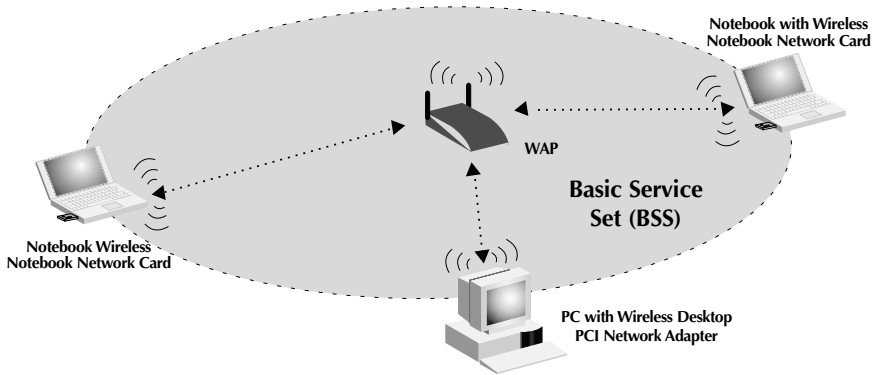 Notebook with Wireless
Notebook Network Card
WAP
Basic Service
Set (BSS)
Notebook Wireless
Notebook Network Card
PC with Wireless Desktop
PCI Network Adapter